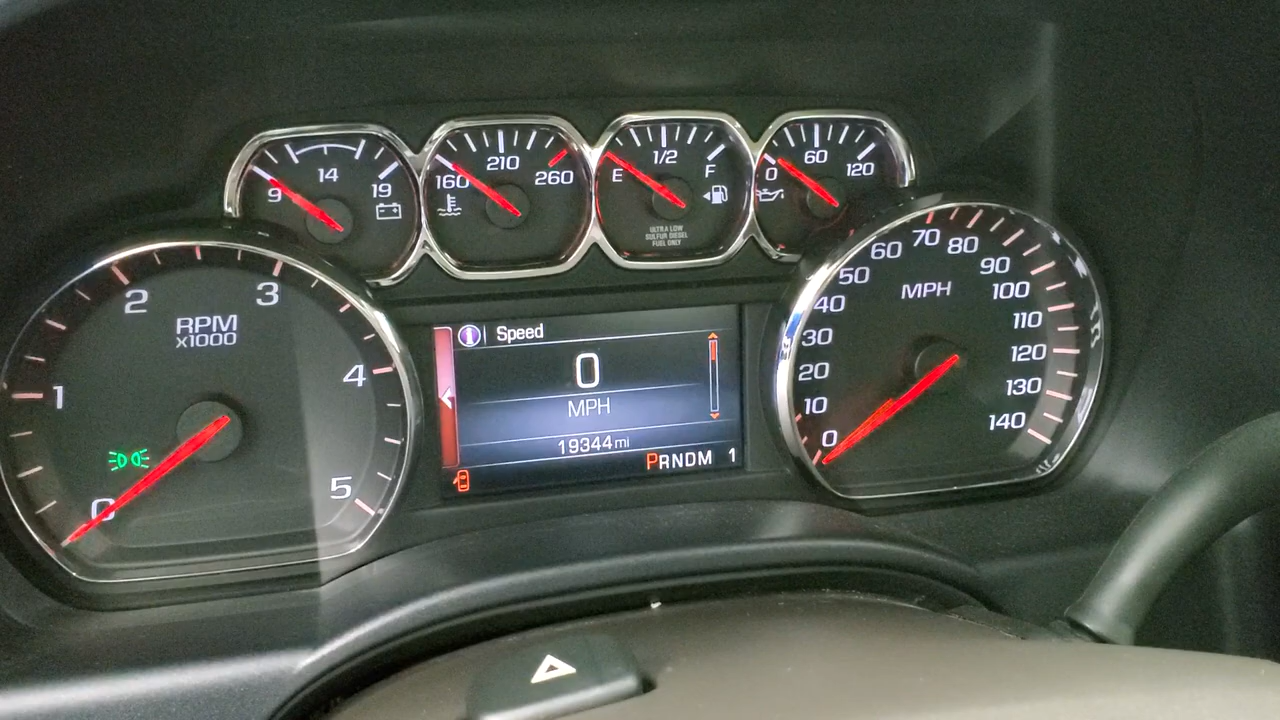 9 14 19
160 210 260
E 1/2 F
ULTRA LOW
SULFUR DIESEL
FUEL ONLY
0 60 120
0 1 2 3 4 5
RPM
x1000
Speed
0
MPH
19344 mi
PRNDM 1
0 10 20 30 40 50 60 70 80 90 100 110 120 130 140
MPH